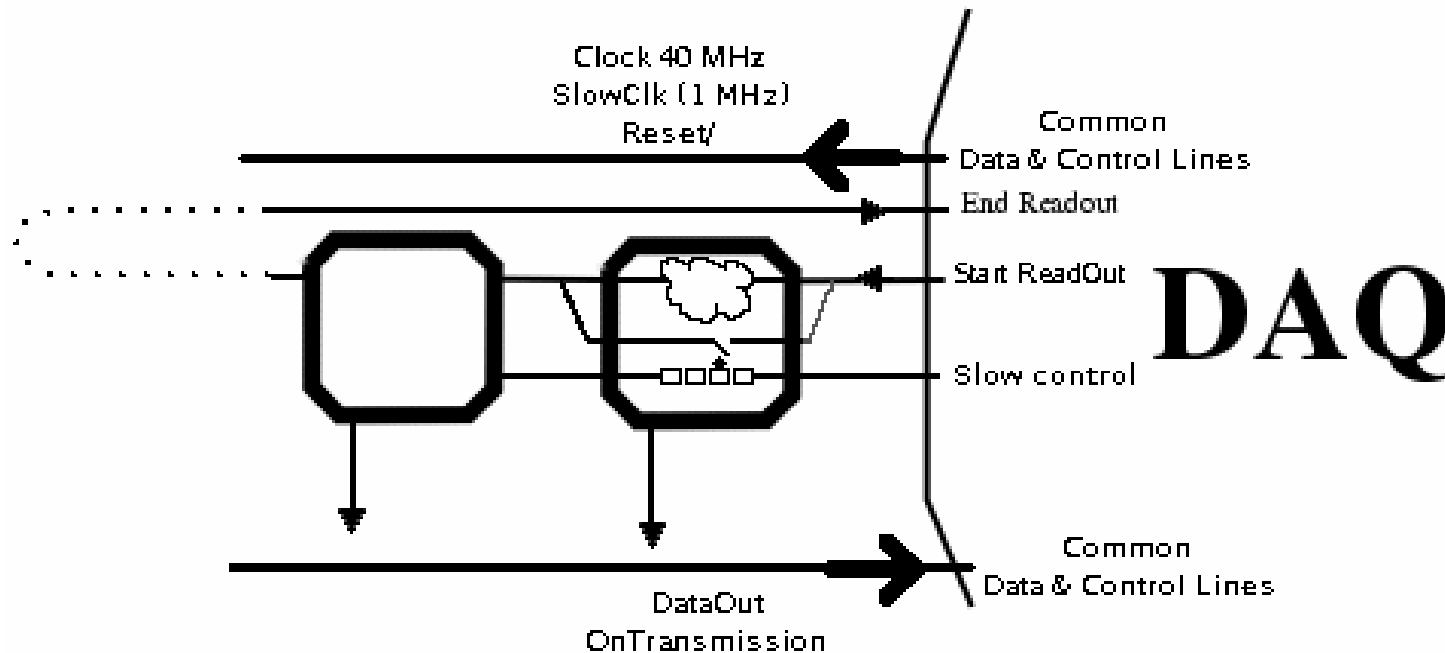 Clock 40 MHz
SlowClk (1 MHz)
Reset/
Common
Data & Control Lines
End Readout
Start ReadOut
DAQ
Slow control
Common
Data & Control Lines
DataOut
OnTransmission